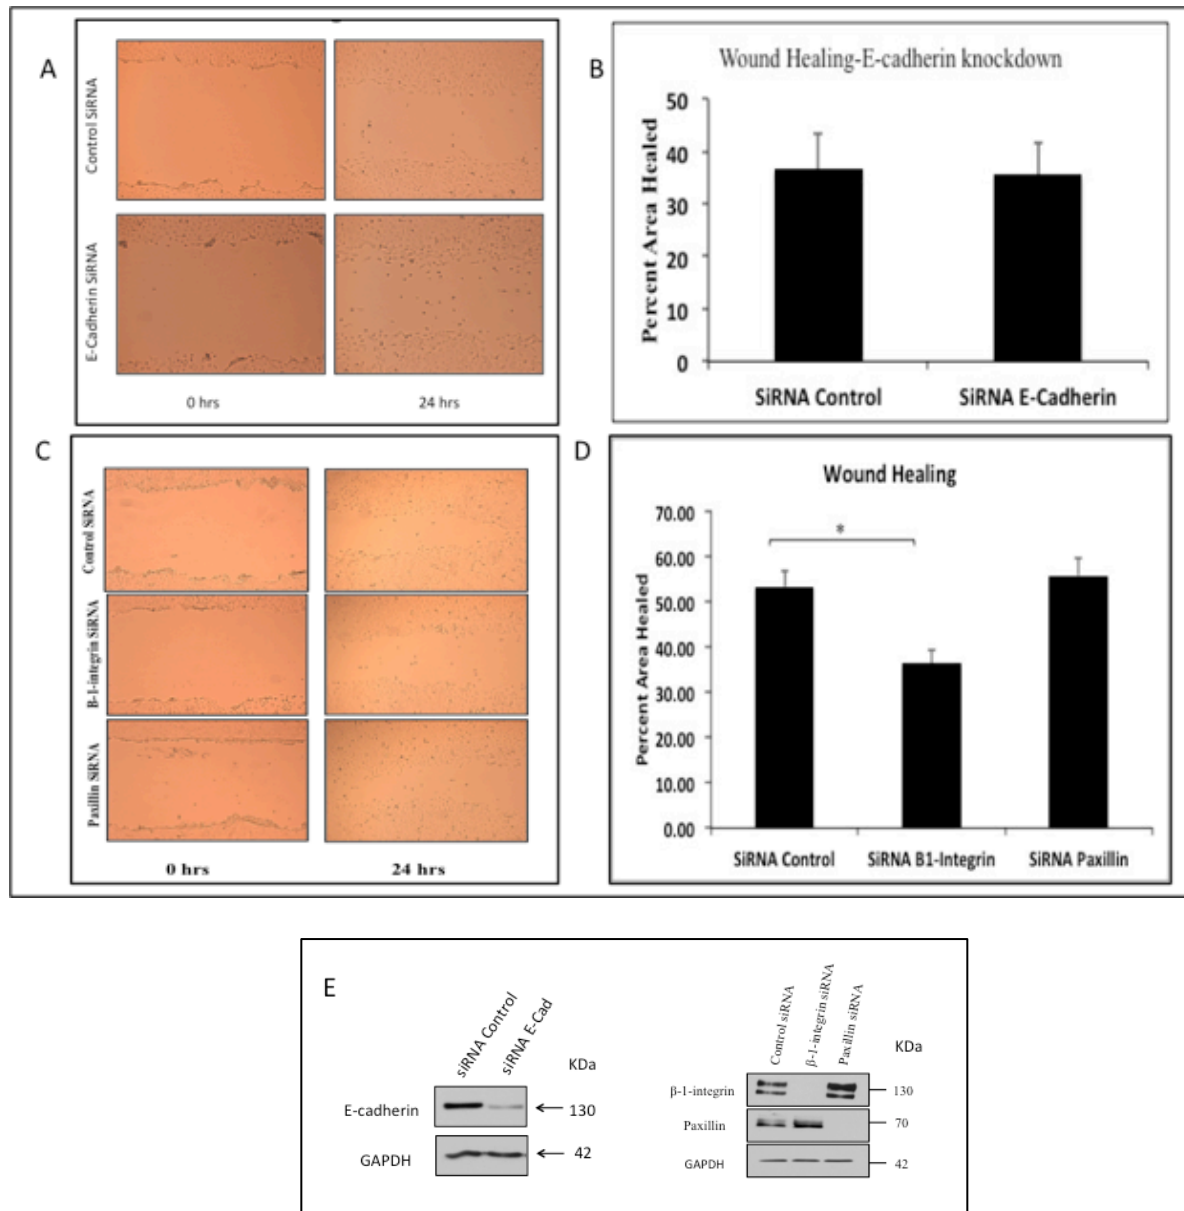 A
Control SiRNA
E-Cadherin SiRNA
0 hrs
24 hrs
B
Wound Healing-E-cadherin knockdown
Percent Area Healed
50
40
30
20
10
0
SiRNA Control
SiRNA E-Cadherin
C
Control SiRNA
B-1-integrin SiRNA
Paxillin SiRNA
0 hrs
24 hrs
D
Wound Healing
Percent Area Healed
70.00
60.00
50.00
40.00
30.00
20.00
10.00
0.00
*
SiRNA Control
SiRNA B1-Integrin
SiRNA Paxillin
E
siRNA Control
siRNA E-Cad
KDa
E-cadherin
130
GAPDH
42
Control siRNA
β-1-integrin siRNA
Paxillin siRNA
KDa
β-1-integrin
130
Paxillin
70
GAPDH
42